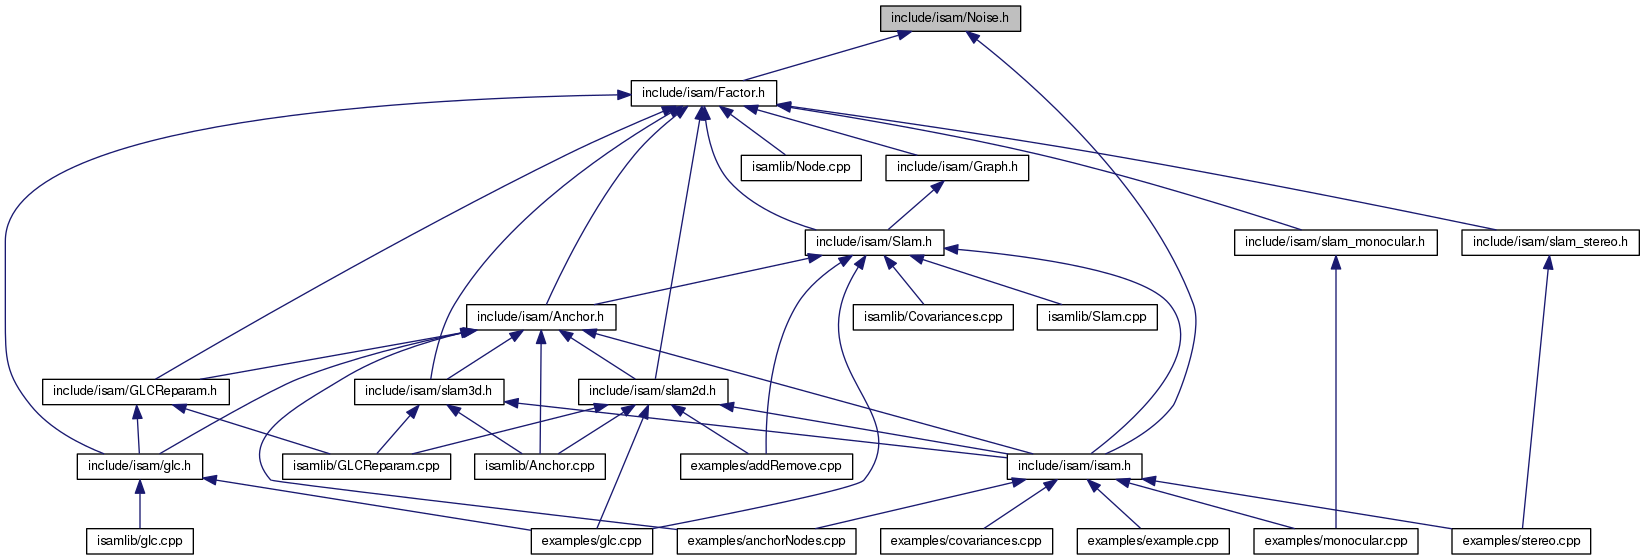 include/isam/Noise.h
include/isam/Factor.h
isamlib/Node.cpp
include/isam/Graph.h
include/isam/Slam.h
include/isam/slam_monocular.h
include/isam/slam_stereo.h
include/isam/Anchor.h
isamlib/Covariances.cpp
isamlib/Slam.cpp
include/isam/GLCReparam.h
include/isam/slam3d.h
include/isam/slam2d.h
include/isam/glc.h
isamlib/GLCReparam.cpp
isamlib/Anchor.cpp
examples/addRemove.cpp
include/isam/isam.h
isamlib/glc.cpp
examples/glc.cpp
examples/anchorNodes.cpp
examples/covariances.cpp
examples/example.cpp
examples/monocular.cpp
examples/stereo.cpp